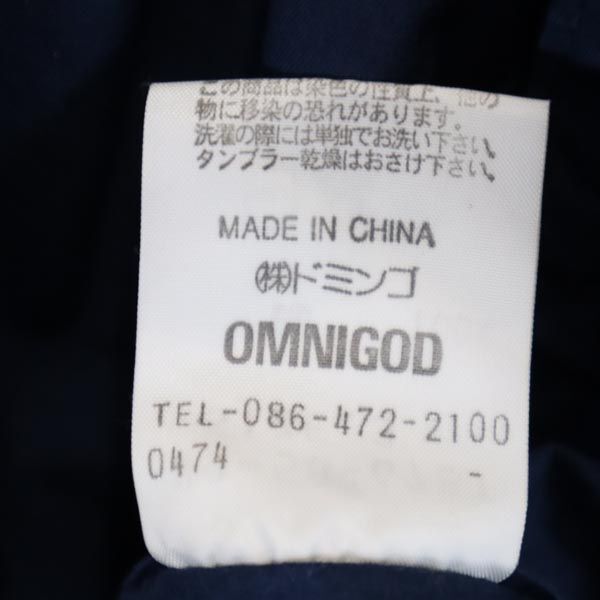 この商品は染色の性質上、他の
物に移染の恐れがあります。
洗濯の際には単独でお洗い下さい。
タンブラー乾燥はおさけ下さい。
MADE IN CHINA
㈱ドミンゴ
OMNIGOD
TEL-086-472-2100
0474 -